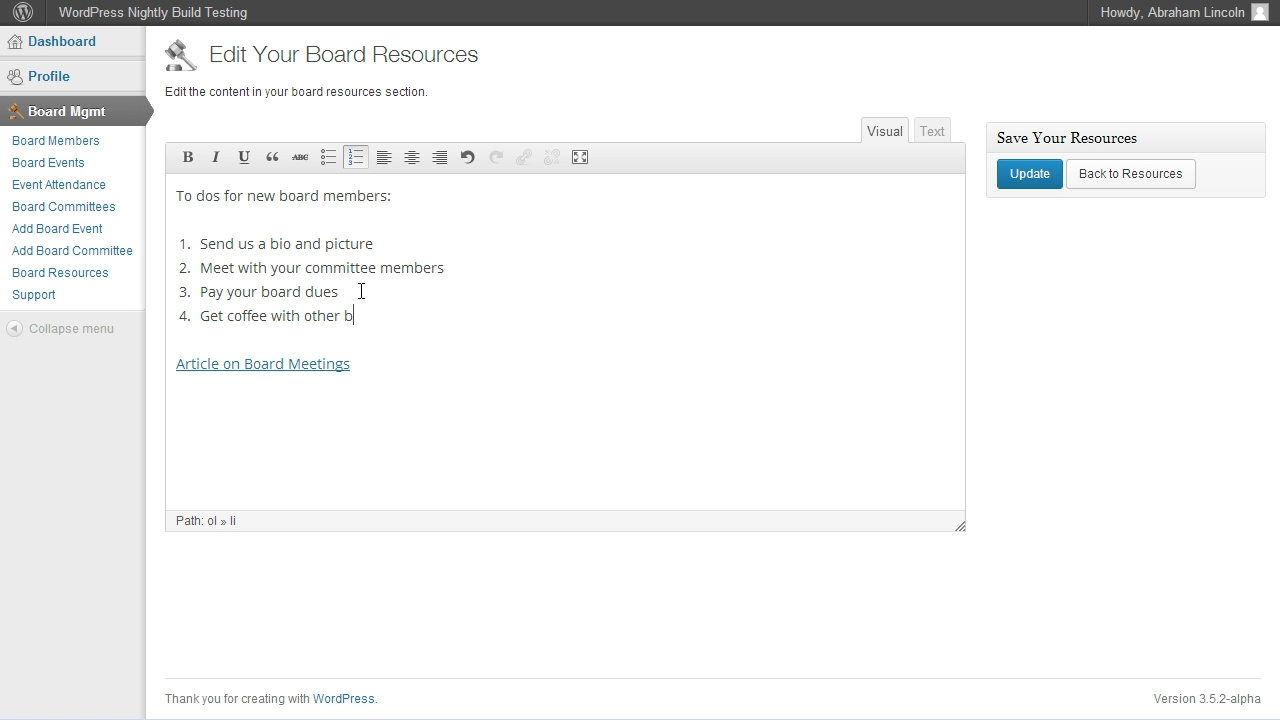 WordPress Nightly Build Testing
Howdy, Abraham Lincoln
Dashboard
Profile
Board Mgmt
Board Members
Board Events
Event Attendance
Board Committees
Add Board Event
Add Board Committee
Board Resources
Support
Collapse menu
Edit Your Board Resources
Edit the content in your board resources section.
Visual
Text
B I U “ ABC
To dos for new board members:
1. Send us a bio and picture
2. Meet with your committee members
3. Pay your board dues
4. Get coffee with other b
Article on Board Meetings
Path: ol » li
Save Your Resources
Update
Back to Resources
Thank you for creating with WordPress.
Version 3.5.2-alpha